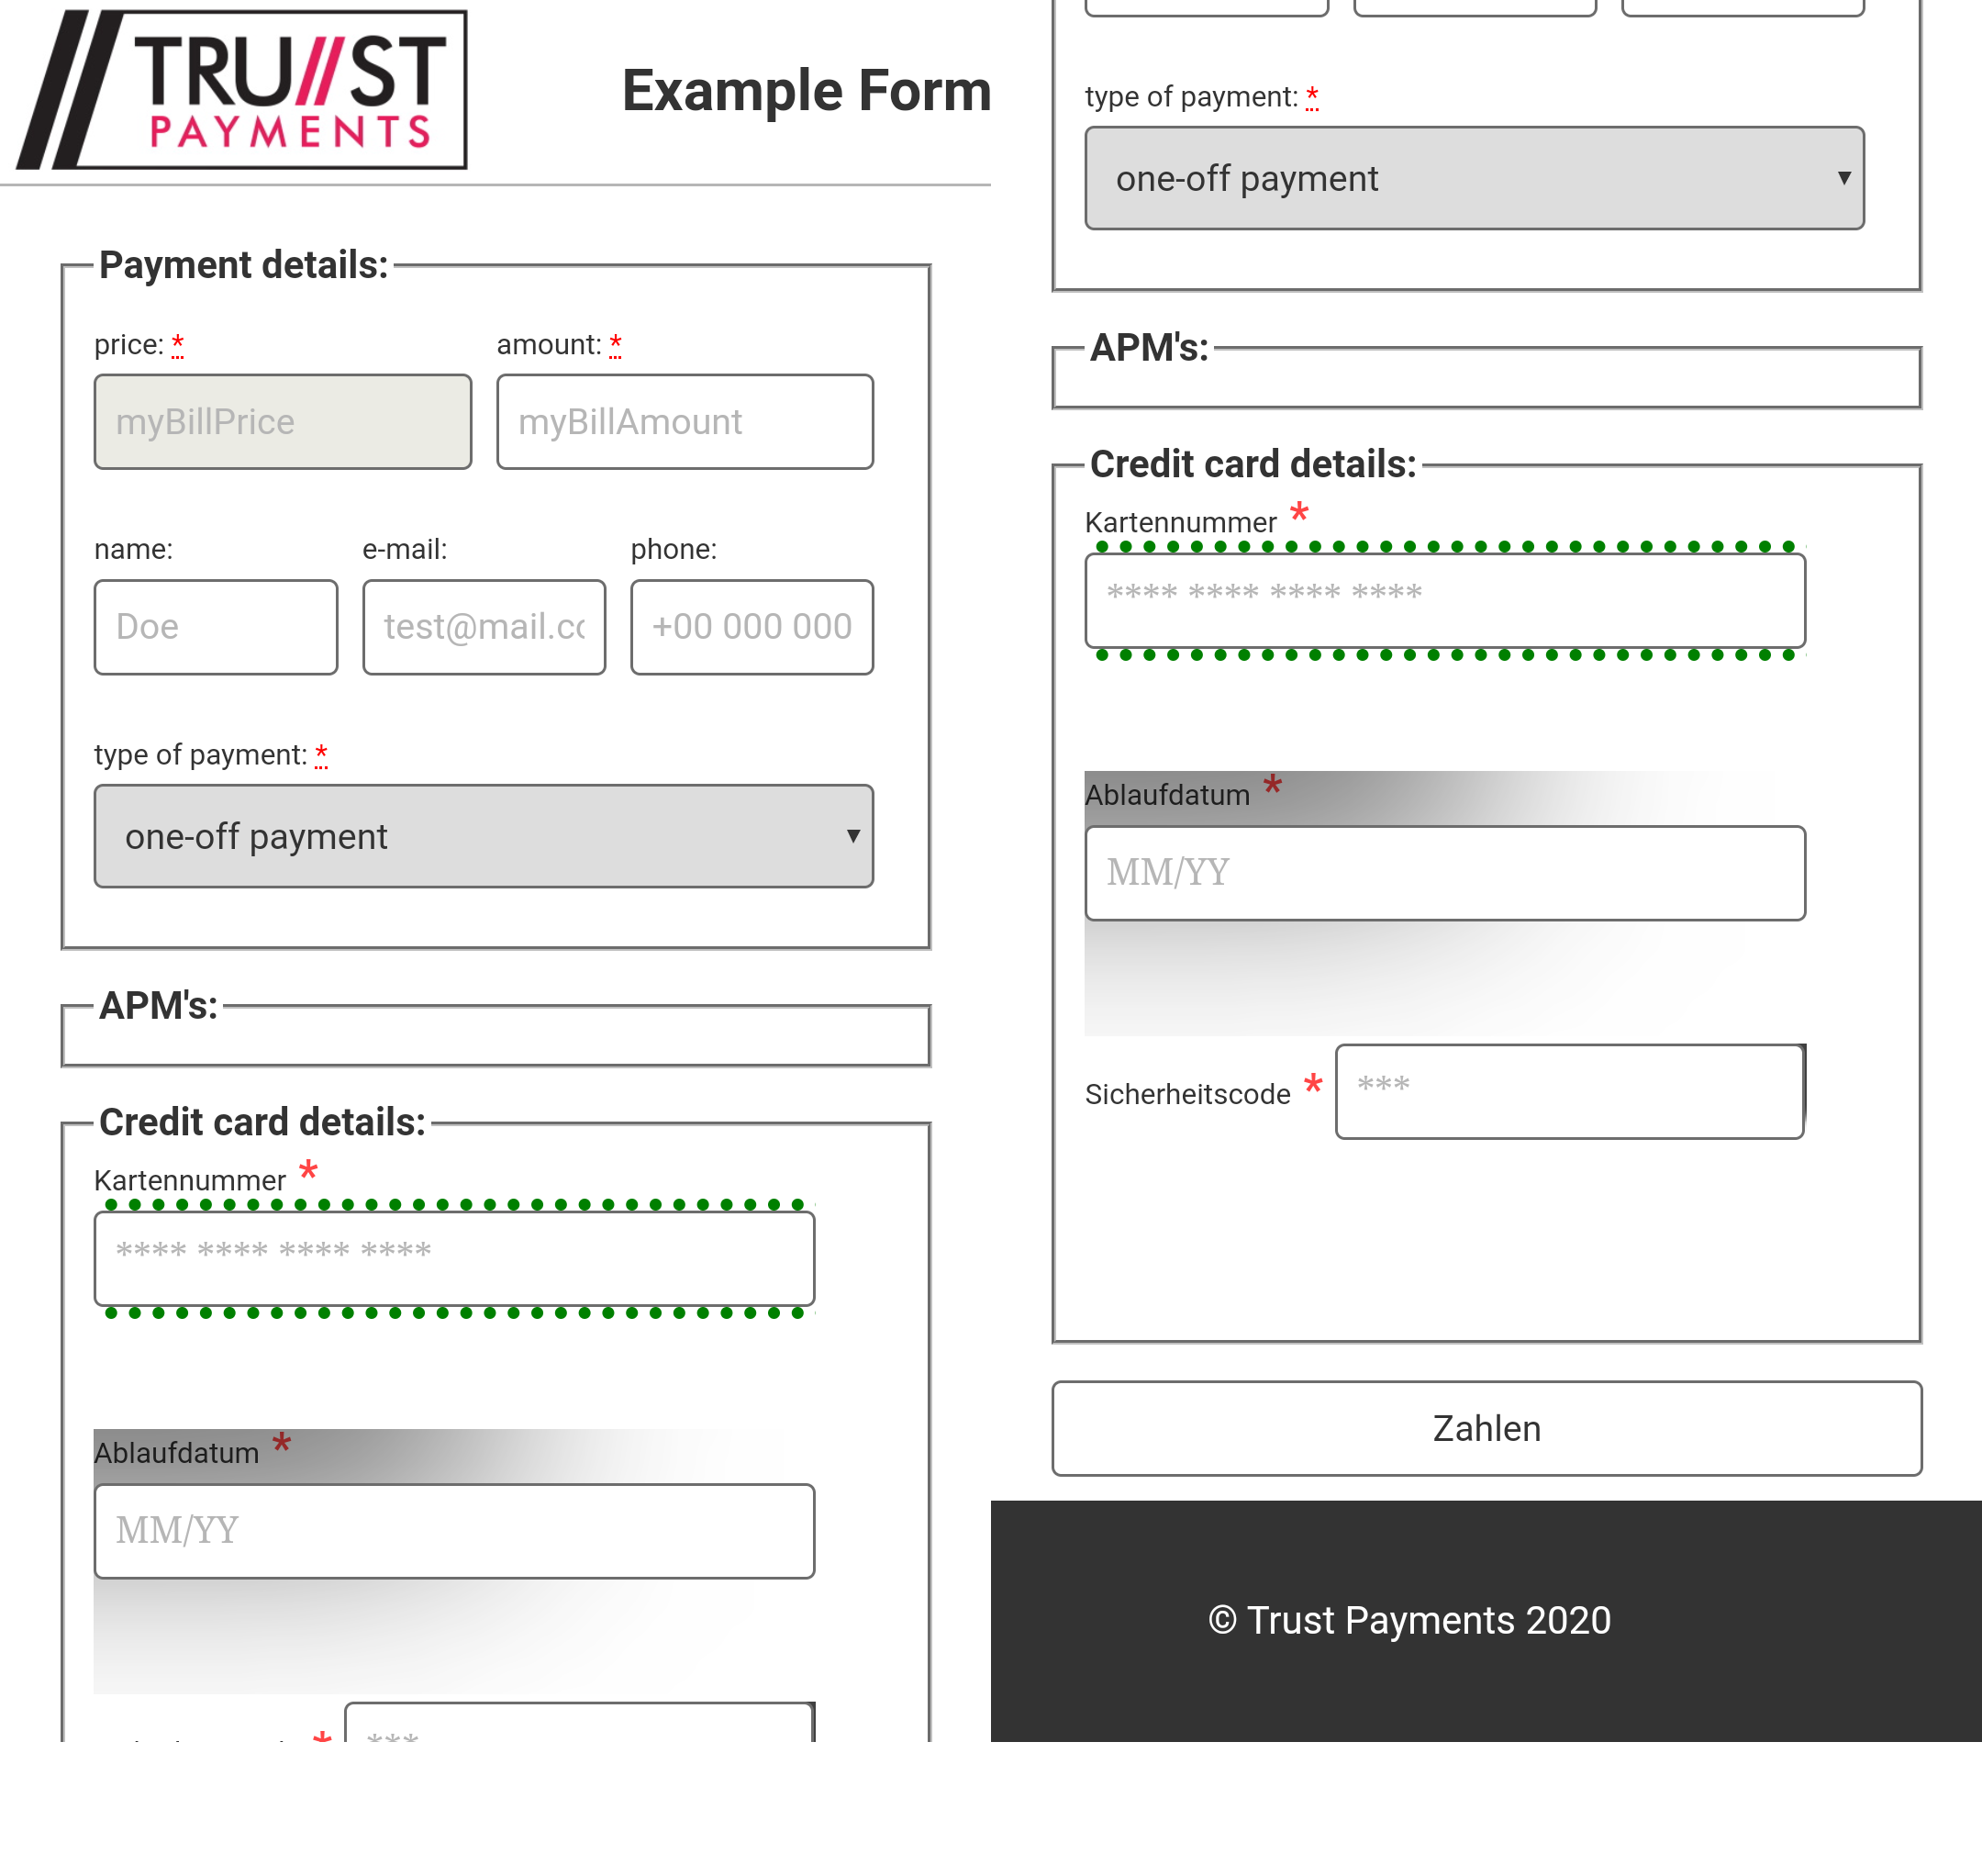 TRU//ST
PAYMENTS
Example Form
Payment details:
price: * amount: *
myBillPrice myBillAmount
name: e-mail: phone:
Doe test@mail.co +00 000 000
type of payment: *
one-off payment ▼
APM's:
Credit card details:
Kartennummer *
**** **** **** ****
Ablaufdatum *
MM/YY
* ***
type of payment: *
one-off payment ▼
APM's:
Credit card details:
Kartennummer *
**** **** **** ****
Ablaufdatum *
MM/YY
Sicherheitscode * ***
Zahlen
© Trust Payments 2020